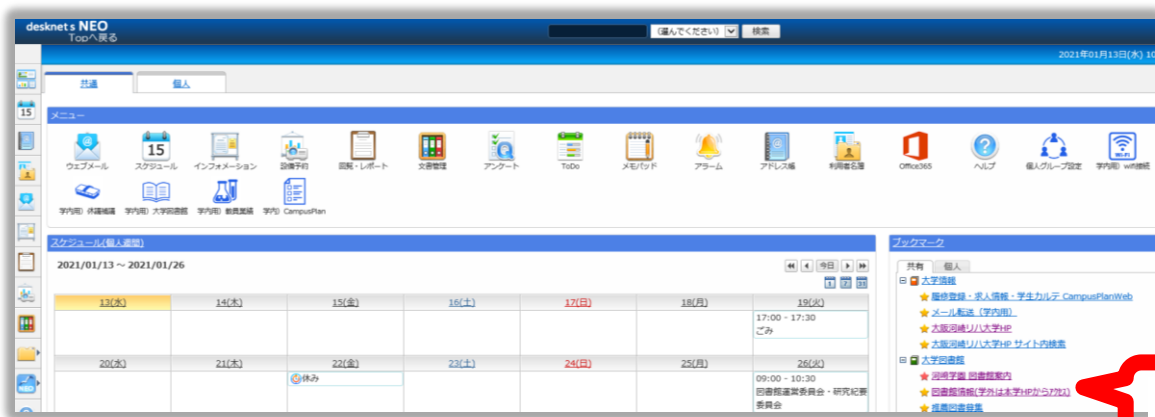 desknet's NEO
Topへ戻る
(選んでください)
検索
2021年01月13日(水) 10
共通
個人
メニュー
ウェブメール
スケジュール
インフォメーション
設備予約
回覧・レポート
文書管理
アンケート
ToDo
メモパッド
アラーム
アドレス帳
利用者名簿
Office365
ヘルプ
個人グループ設定
学内用) wifi接続
学内用) 休講補講
学内用) 大学図書館
学内用) 教員業績
学内) CampusPlan
スケジュール(個人週間)
2021/01/13 ～ 2021/01/26
今日
13(水)
14(木)
15(金)
16(土)
17(日)
18(月)
19(火)
17:00 - 17:30
ごみ
20(水)
21(木)
22(金)
23(土)
24(日)
25(月)
26(火)
休み
09:00 - 10:30
図書館運営委員会・研究紀要
委員会
ブックマーク
共有
個人
大学情報
履修登録・求人情報・学生カルテ CampusPlanWeb
メール転送（学内用）
大阪河崎リハ大学HP
大阪河崎リハ大学HP サイト内検索
大学図書館
河崎学園 図書館案内
図書館情報(学外は本学HPからアクセス)
推薦図書募集